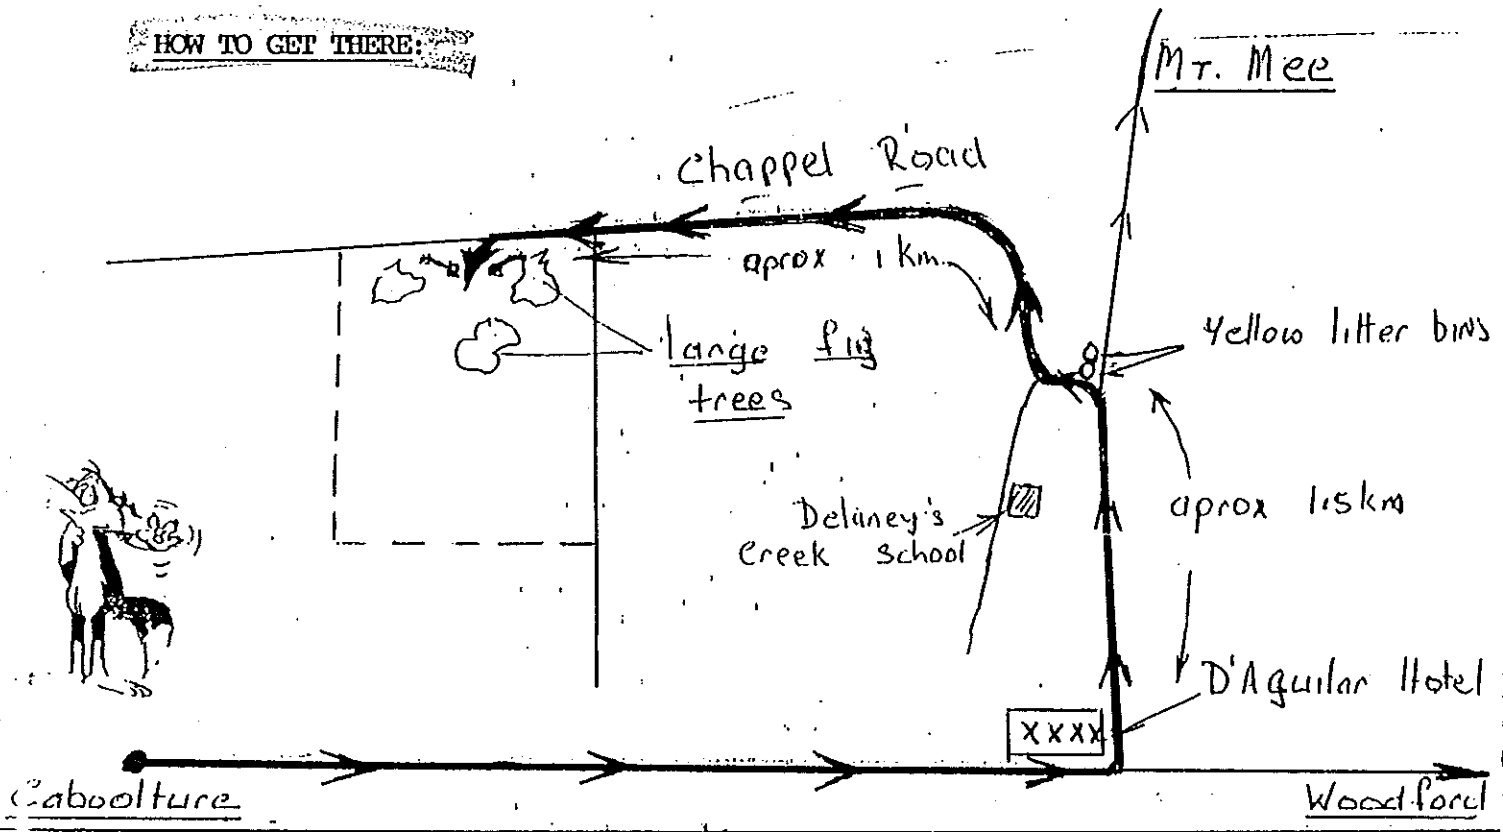 HOW TO GET THERE:
Mt. Mee
Chappel Road
aprox 1 km
Yellow litter bins
large fig
trees
Delaney's
Creek school
aprox 1.5km
D'Aguilar Hotel
XXXX
Caboolture
Woodford